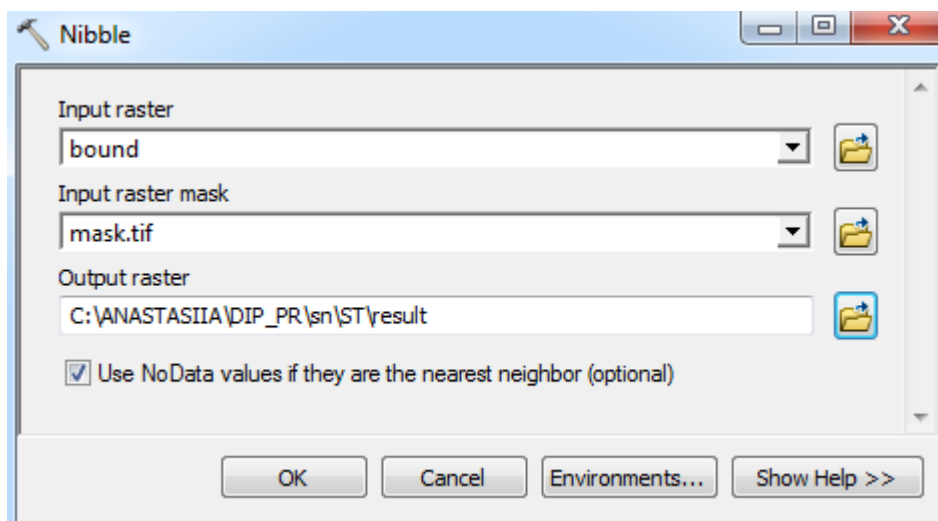 Nibble
Input raster
bound
Input raster mask
mask.tif
Output raster
C:\ANASTASIIA\DIP_PR\sn\ST\result
Use NoData values if they are the nearest neighbor (optional)
OK Cancel Environments... Show Help >>